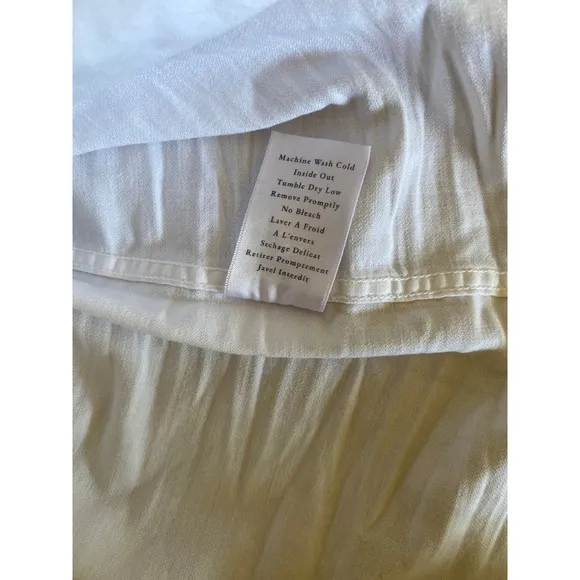 Machine Wash Cold
Inside Out
Tumble Dry Low
Remove Promptly
No Bleach
Laver A Froid
A L'envers
Sechage Delicat
Retirer Prompterment
Javel Interdit